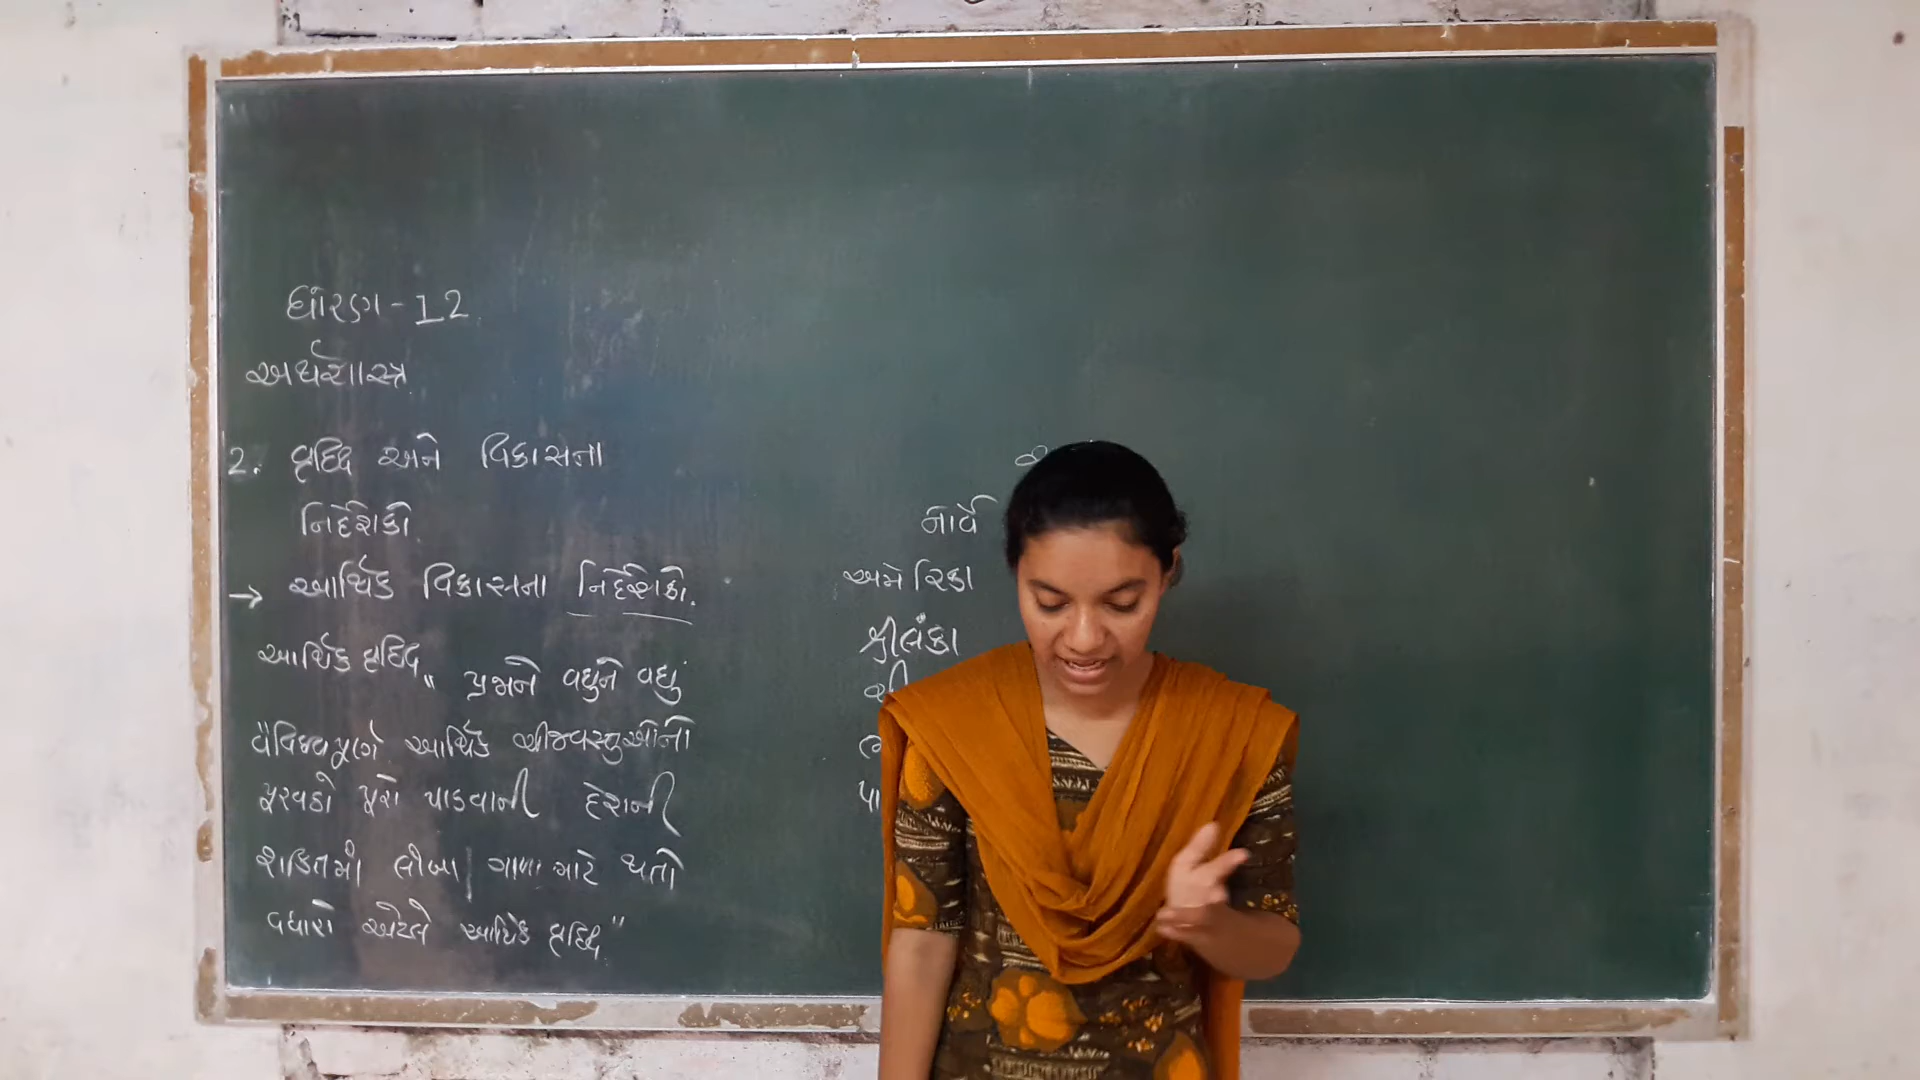 ધોરણ-12
અર્થશાસ્ત્ર
2. વૃદ્ધિ અને વિકાસના
નિર્દેશકો.
→ આર્થિક વિકાસના નિર્દેશકો.
આર્થિક વૃદ્ધિ " પ્રજાને વધુને વધુ
વૈવિધ્યપૂર્ણ આર્થિક ચીજવસ્તુઓનો
પૂરવઠો પૂરો પાડવાની દેશની
શક્તિમાં લાંબા ગાળા માટે થતો
વધારો એટલે આર્થિક વૃદ્ધિ"
નોર્વે
અમેરિકા
શ્રીલંકા